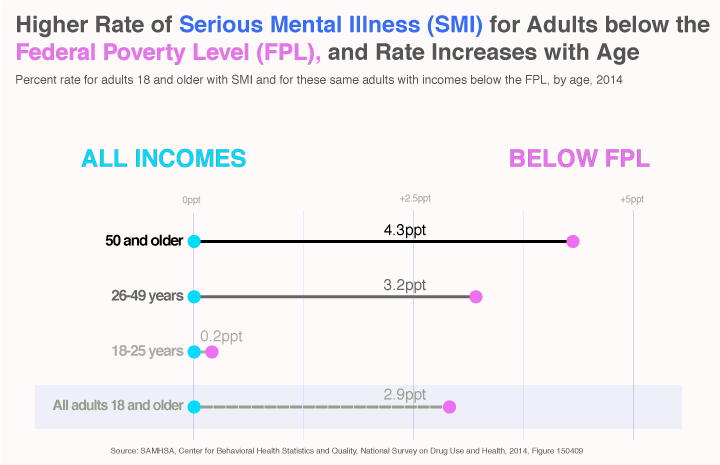 Higher Rate of Serious Mental Illness (SMI) for Adults below the
Federal Poverty Level (FPL), and Rate Increases with Age
Percent rate for adults 18 and older with SMI and for these same adults with incomes below the FPL, by age, 2014
ALL INCOMES BELOW FPL
0ppt +2.5ppt +5ppt
50 and older 4.3ppt
26-49 years 3.2ppt
18-25 years 0.2ppt
All adults 18 and older 2.9ppt
Source: SAMHSA, Center for Behavioral Health Statistics and Quality, National Survey on Drug Use and Health, 2014, Figure 150409